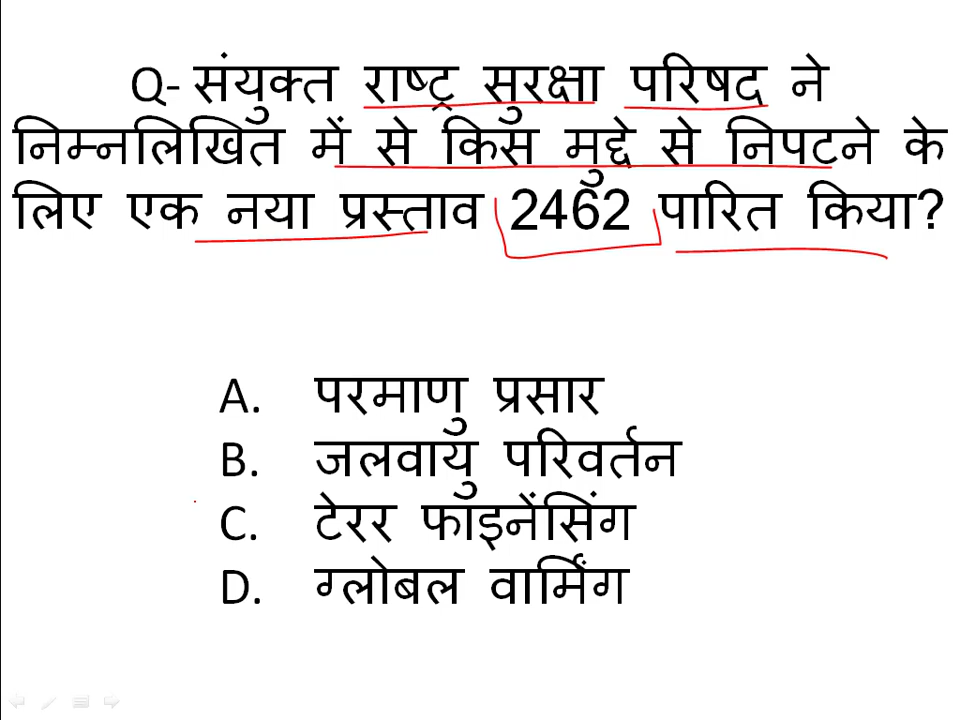 Q- संयुक्त राष्ट्र सुरक्षा परिषद ने
निम्नलिखित में से किस मुद्दे से निपटने के
लिए एक नया प्रस्ताव 2462 पारित किया?
A. परमाणु प्रसार
B. जलवायु परिवर्तन
C. टेरर फाइनेंसिंग
D. ग्लोबल वार्मिंग